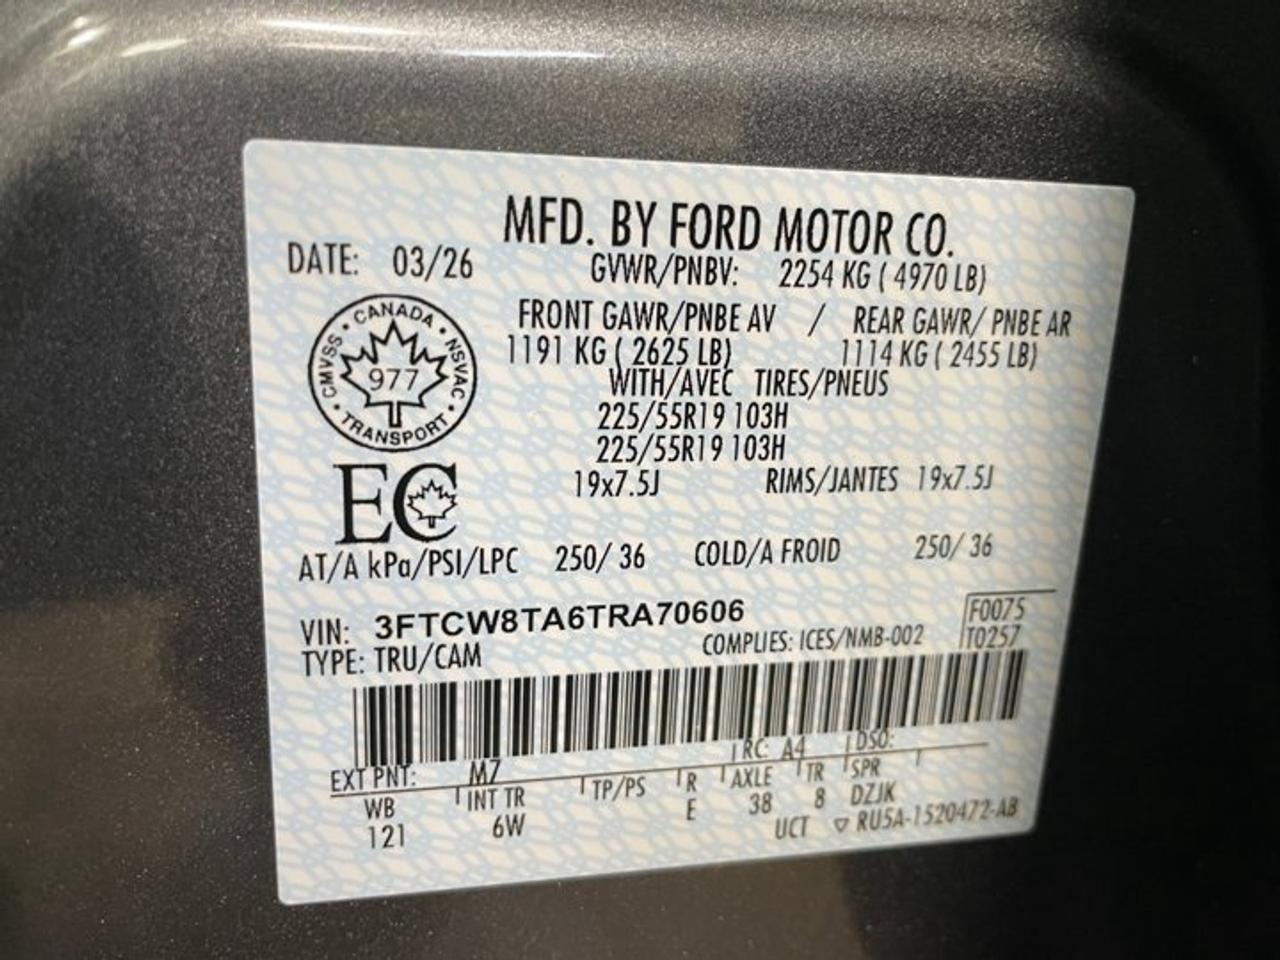 MFD. BY FORD MOTOR CO.
DATE: 03/26
GVWR/PNBV: 2254 KG ( 4970 LB)
FRONT GAWR/PNBE AV / REAR GAWR/ PNBE AR
1191 KG ( 2625 LB) 1114 KG ( 2455 LB)
WITH/AVEC TIRES/PNEUS
225/55R19 103H
225/55R19 103H
19x7.5J RIMS/JANTES 19x7.5J
CANADA
CMVSS • NSVAC
977
TRANSPORT
EC
AT/A kPa/PSI/LPC 250/ 36 COLD/A FROID 250/ 36
VIN: 3FTCW8TA6TRA70606
F0075
TYPE: TRU/CAM COMPLIES: ICES/NMB-002 T0257
RC: A4 DSO:
EXT PNT: M7
WB INT TR TP/PS R AXLE TR SPR
121 6W E 38 8 DZJK
UCT ▽ RU5A-1520472-AB